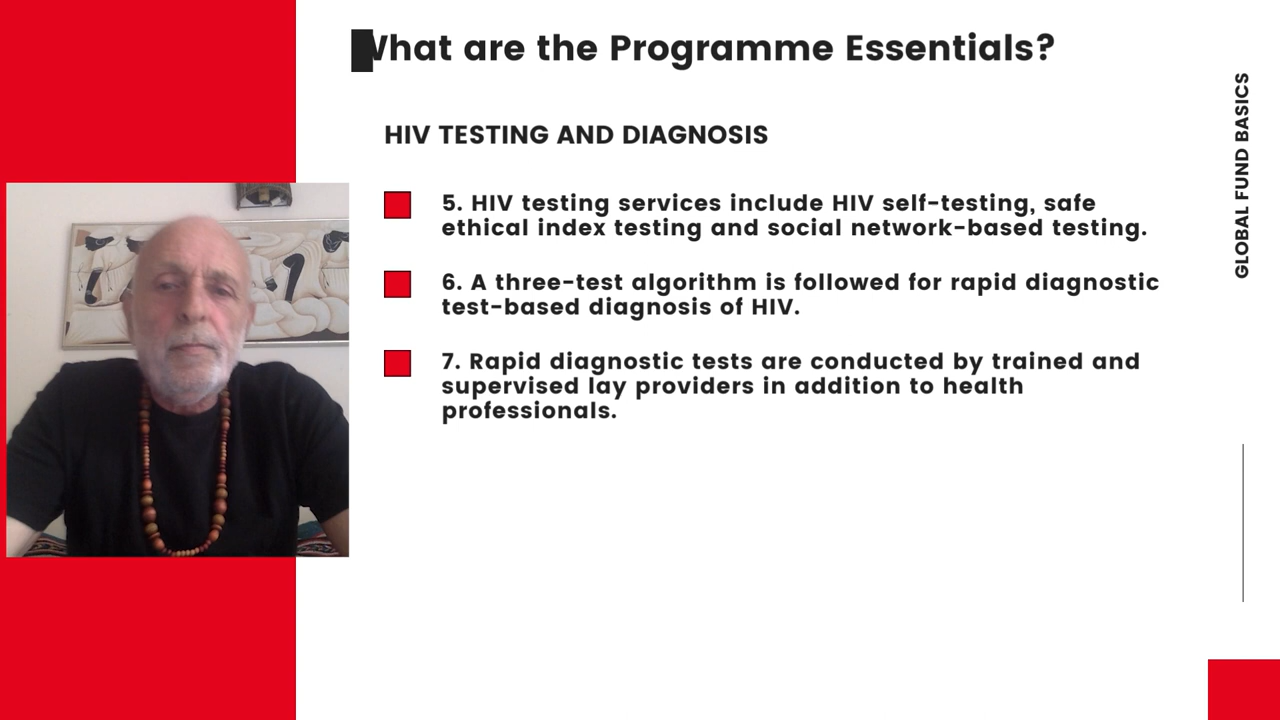 What are the Programme Essentials?
HIV TESTING AND DIAGNOSIS
5. HIV testing services include HIV self-testing, safe
ethical index testing and social network-based testing.
6. A three-test algorithm is followed for rapid diagnostic
test-based diagnosis of HIV.
7. Rapid diagnostic tests are conducted by trained and
supervised lay providers in addition to health
professionals.
GLOBAL FUND BASICS